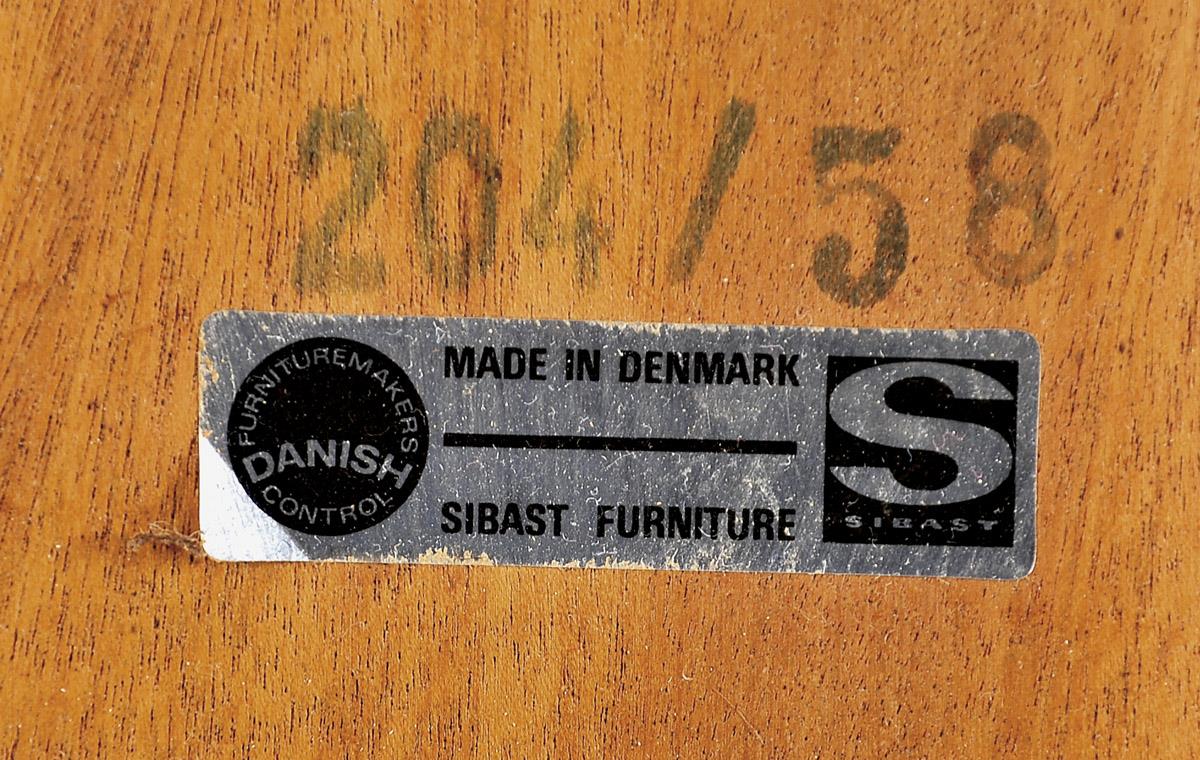 204/58
FURNITUREMAKERS
DANISH
CONTROL
MADE IN DENMARK
SIBAST FURNITURE
S
SIBAST